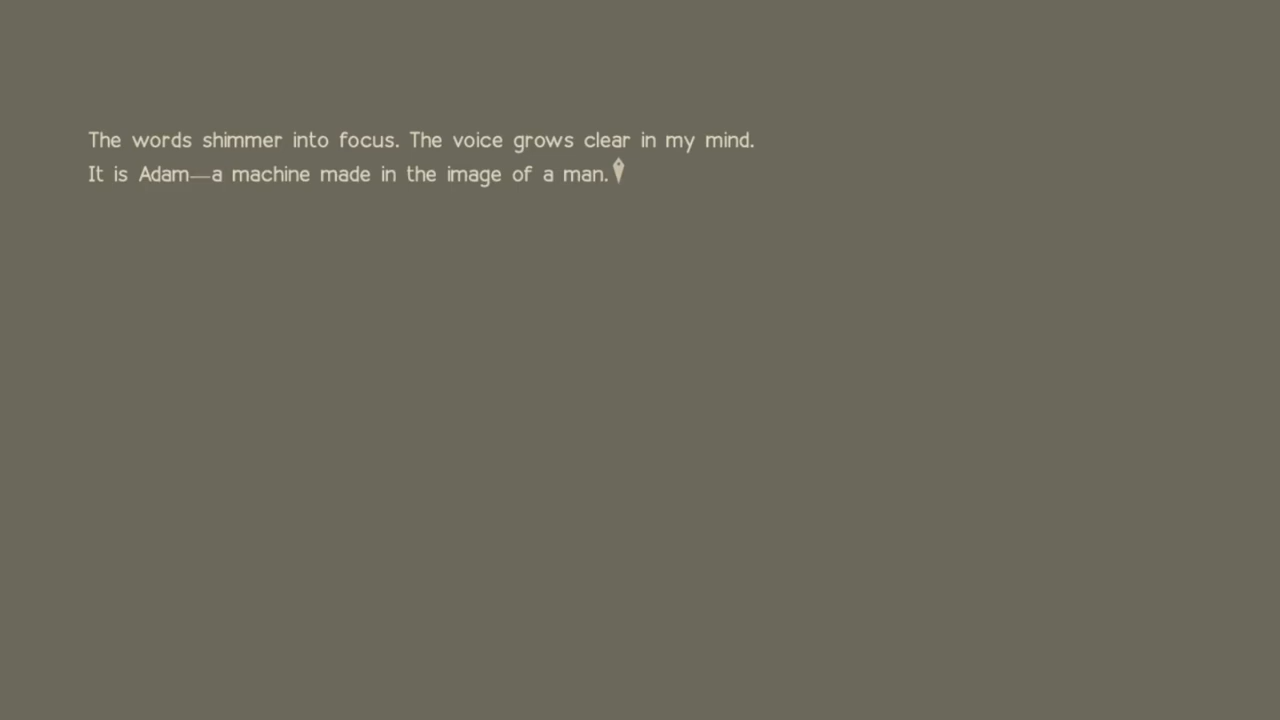 The words shimmer into focus. The voice grows clear in my mind.
It is Adam—a machine made in the image of a man.